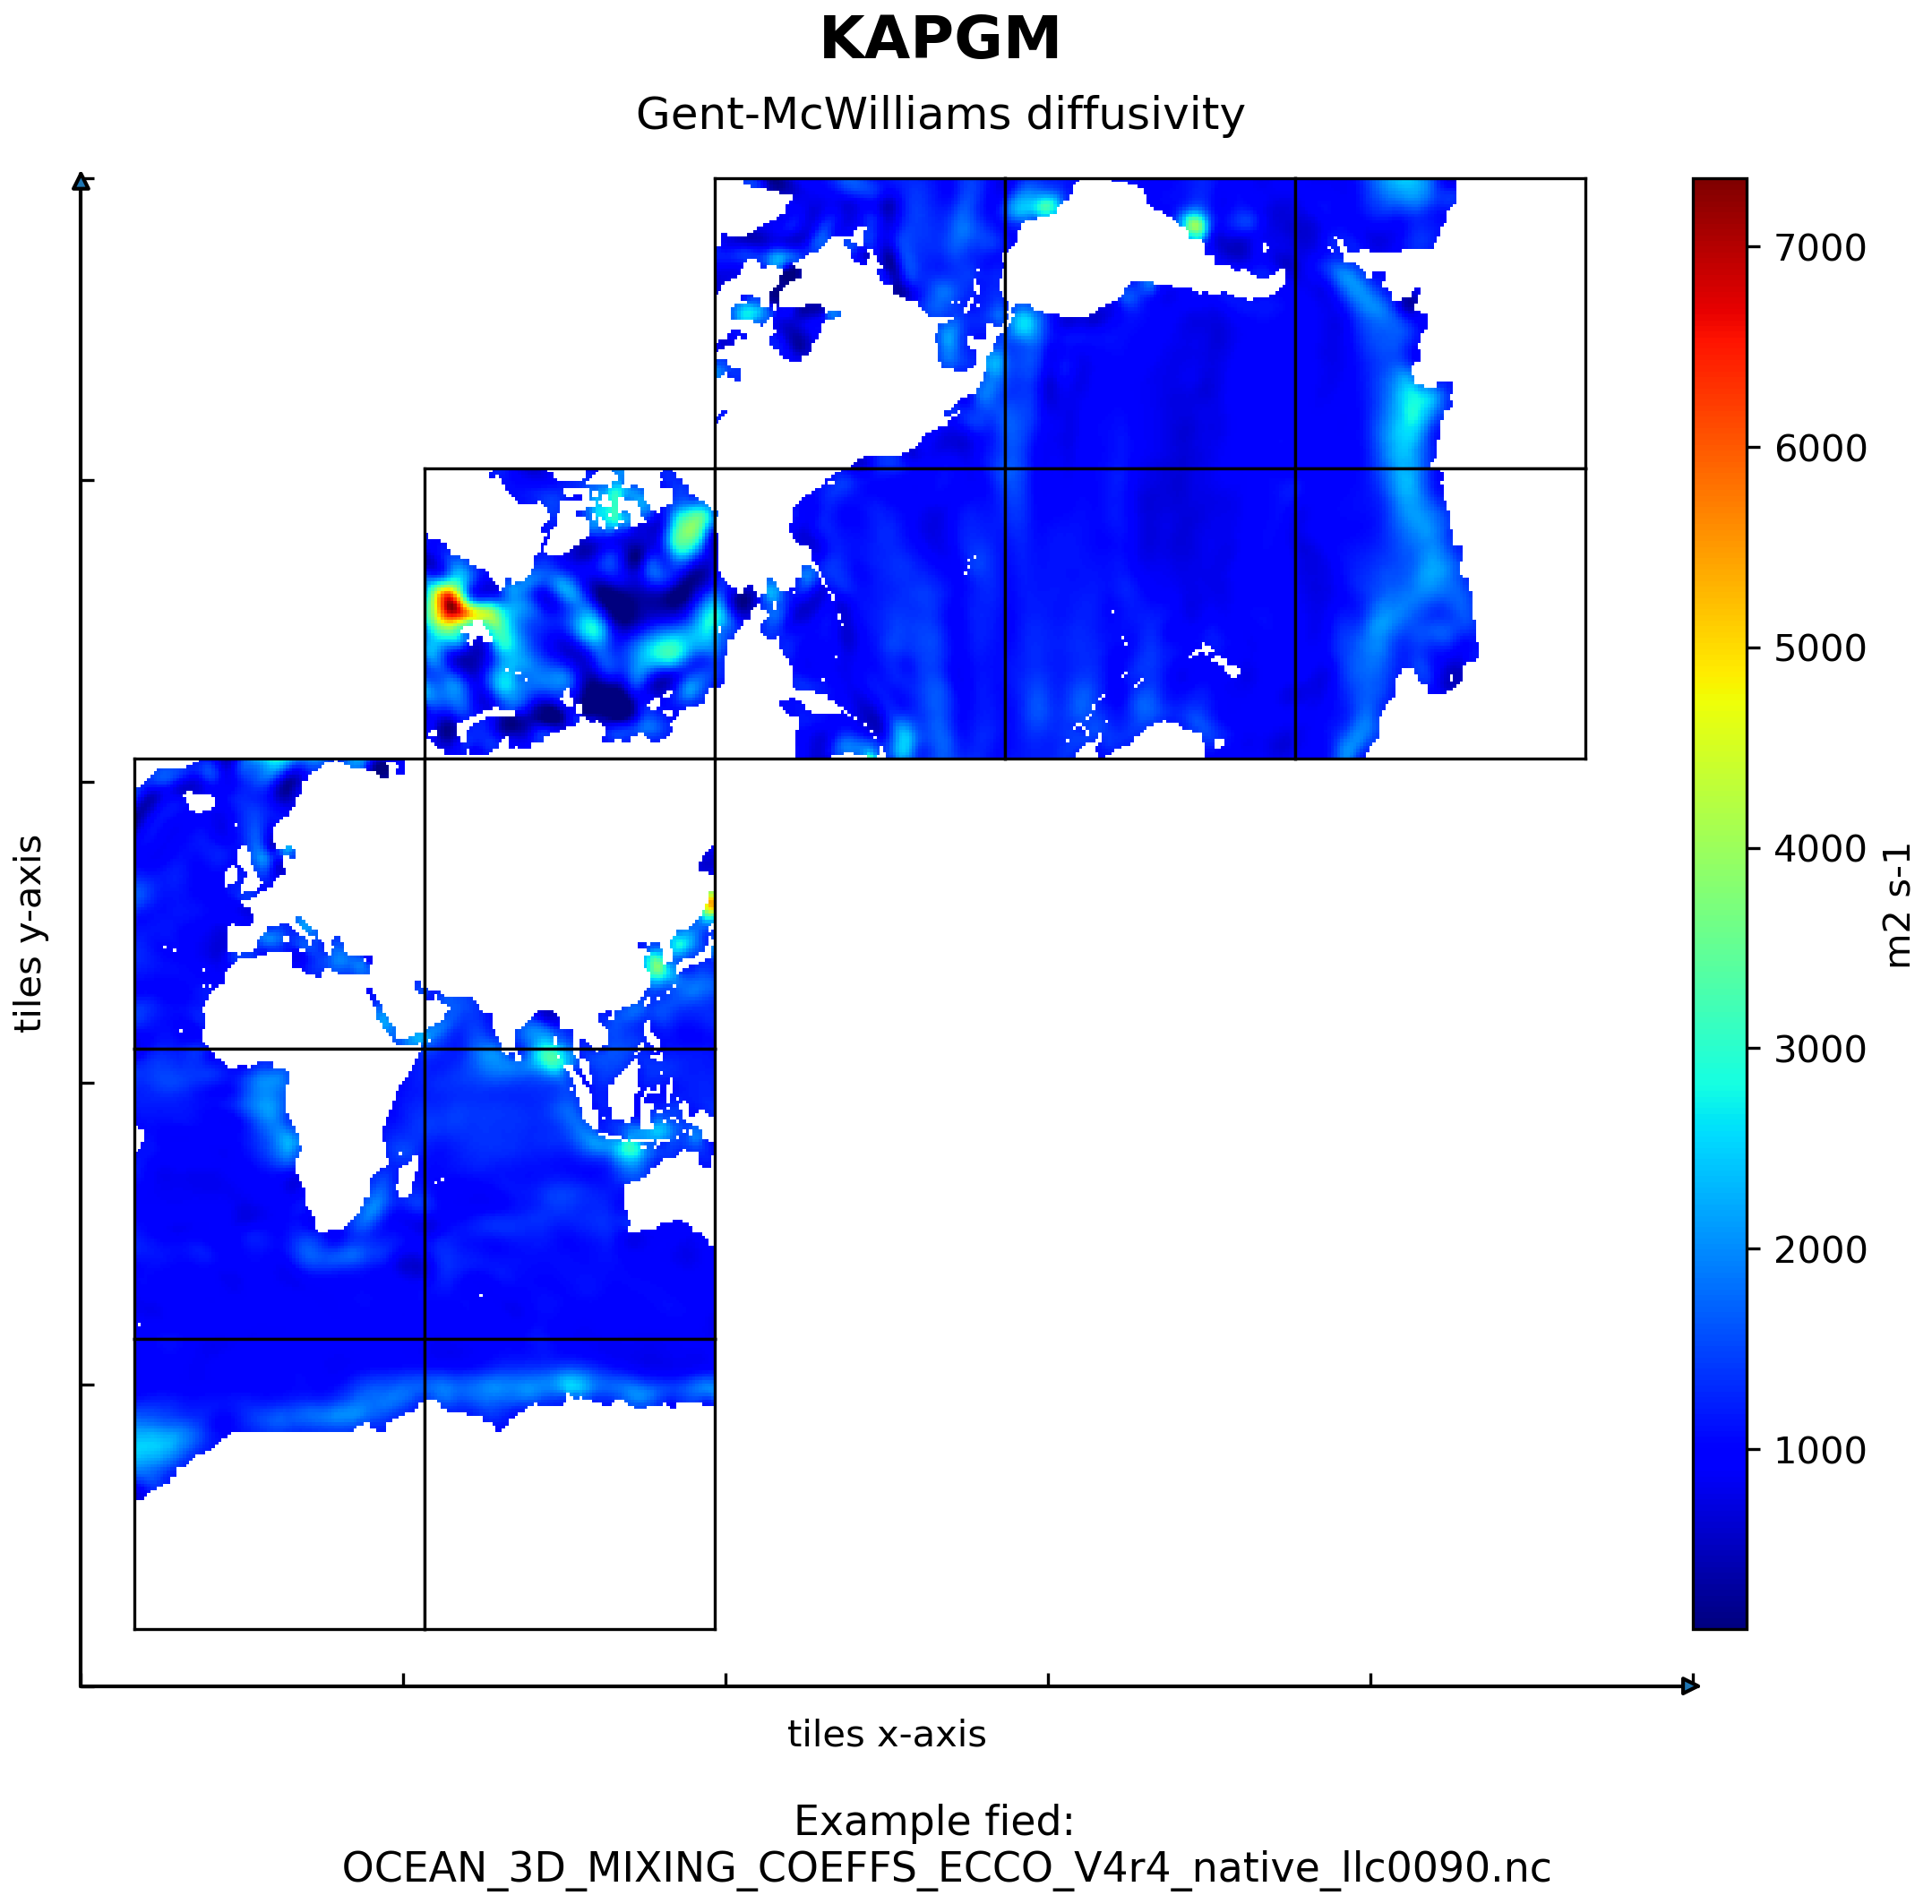 KAPGM
Gent-McWilliams diffusivity
tiles y-axis
7000
6000
5000
4000
3000
2000
1000
m2 s-1
tiles x-axis
Example fied:
OCEAN_3D_MIXING_COEFFS_ECCO_V4r4_native_llc0090.nc